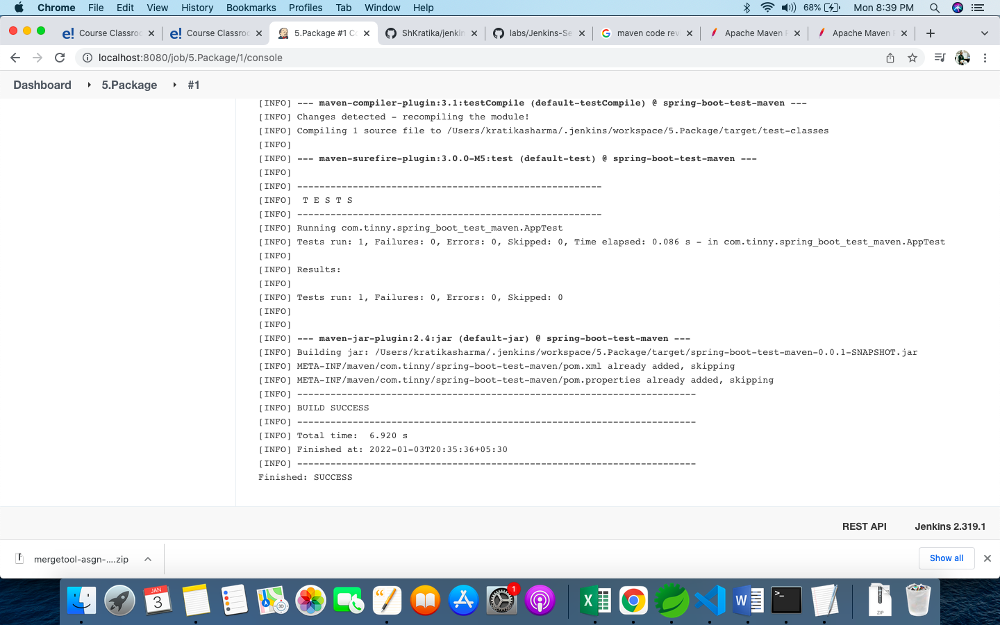 Chrome File Edit View History Bookmarks Profiles Tab Window Help 68% Mon 8:39 PM
e! Course Classroo e! Course Classroo 5.Package #1 Co ShKratika/jenkin labs/Jenkins-Se G maven code rev Apache Maven Apache Maven
localhost:8080/job/5.Package/1/console
Dashboard 5.Package #1
[INFO] --- maven-compiler-plugin:3.1:testCompile (default-testCompile) @ spring-boot-test-maven ---
[INFO] Changes detected - recompiling the module!
[INFO] Compiling 1 source file to /Users/kratikasharma/.jenkins/workspace/5.Package/target/test-classes
[INFO]
[INFO] --- maven-surefire-plugin:3.0.0-M5:test (default-test) @ spring-boot-test-maven ---
[INFO]
[INFO] -------------------------------------------------------
[INFO]  T E S T S
[INFO] -------------------------------------------------------
[INFO] Running com.tinny.spring_boot_test_maven.AppTest
[INFO] Tests run: 1, Failures: 0, Errors: 0, Skipped: 0, Time elapsed: 0.086 s - in com.tinny.spring_boot_test_maven.AppTest
[INFO]
[INFO] Results:
[INFO]
[INFO] Tests run: 1, Failures: 0, Errors: 0, Skipped: 0
[INFO]
[INFO]
[INFO] --- maven-jar-plugin:2.4:jar (default-jar) @ spring-boot-test-maven ---
[INFO] Building jar: /Users/kratikasharma/.jenkins/workspace/5.Package/target/spring-boot-test-maven-0.0.1-SNAPSHOT.jar
[INFO] META-INF/maven/com.tinny/spring-boot-test-maven/pom.xml already added, skipping
[INFO] META-INF/maven/com.tinny/spring-boot-test-maven/pom.properties already added, skipping
[INFO] ------------------------------------------------------------------------
[INFO] BUILD SUCCESS
[INFO] ------------------------------------------------------------------------
[INFO] Total time:  6.920 s
[INFO] Finished at: 2022-01-03T20:35:36+05:30
[INFO] ------------------------------------------------------------------------
Finished: SUCCESS
REST API Jenkins 2.319.1
mergetool-asgn-....zip Show all
JAN 3 3D 1 X W >_ ZIP